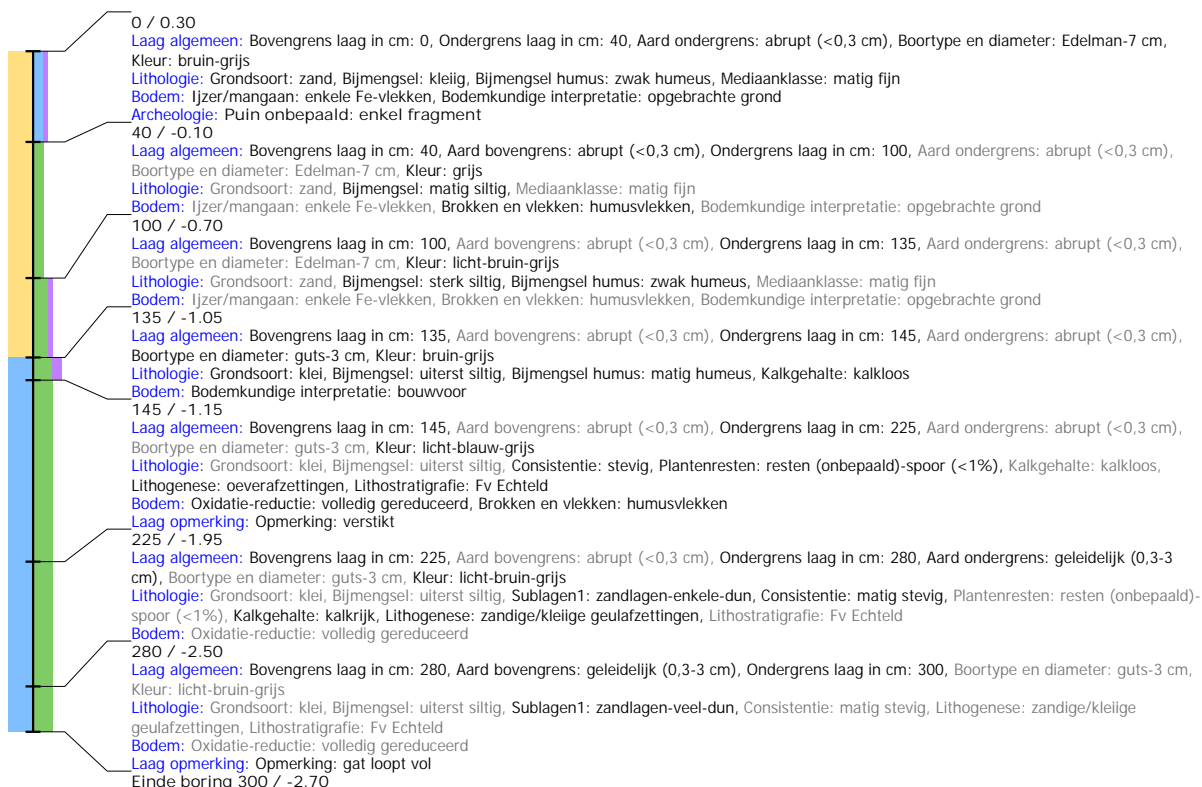 0 / 0.30
Laag algemeen: Bovengrens laag in cm: 0, Ondergrens laag in cm: 40, Aard ondergrens: abrupt (<0,3 cm), Boortype en diameter: Edelman-7 cm,
Kleur: bruin-grijs
Lithologie: Grondsoort: zand, Bijmengsel: kleiig, Bijmengsel humus: zwak humeus, Mediaanklasse: matig fijn
Bodem: Ijzer/mangaan: enkele Fe-vlekken, Bodemkundige interpretatie: opgebrachte grond
Archeologie: Puin onbepaald: enkel fragment
40 / -0.10
Laag algemeen: Bovengrens laag in cm: 40, Aard bovengrens: abrupt (<0,3 cm), Ondergrens laag in cm: 100, Aard ondergrens: abrupt (<0,3 cm),
Boortype en diameter: Edelman-7 cm, Kleur: grijs
Lithologie: Grondsoort: zand, Bijmengsel: matig siltig, Mediaanklasse: matig fijn
Bodem: Ijzer/mangaan: enkele Fe-vlekken, Brokken en vlekken: humusvlekken, Bodemkundige interpretatie: opgebrachte grond
100 / -0.70
Laag algemeen: Bovengrens laag in cm: 100, Aard bovengrens: abrupt (<0,3 cm), Ondergrens laag in cm: 135, Aard ondergrens: abrupt (<0,3 cm),
Boortype en diameter: Edelman-7 cm, Kleur: licht-bruin-grijs
Lithologie: Grondsoort: zand, Bijmengsel: sterk siltig, Bijmengsel humus: zwak humeus, Mediaanklasse: matig fijn
Bodem: Ijzer/mangaan: enkele Fe-vlekken, Brokken en vlekken: humusvlekken, Bodemkundige interpretatie: opgebrachte grond
135 / -1.05
Laag algemeen: Bovengrens laag in cm: 135, Aard bovengrens: abrupt (<0,3 cm), Ondergrens laag in cm: 145, Aard ondergrens: abrupt (<0,3 cm),
Boortype en diameter: guts-3 cm, Kleur: bruin-grijs
Lithologie: Grondsoort: klei, Bijmengsel: uiterst siltig, Bijmengsel humus: matig humeus, Kalkgehalte: kalkloos
Bodem: Bodemkundige interpretatie: bouwvoor
145 / -1.15
Laag algemeen: Bovengrens laag in cm: 145, Aard bovengrens: abrupt (<0,3 cm), Ondergrens laag in cm: 225, Aard ondergrens: abrupt (<0,3 cm),
Boortype en diameter: guts-3 cm, Kleur: licht-blauw-grijs
Lithologie: Grondsoort: klei, Bijmengsel: uiterst siltig, Consistentie: stevig, Plantenresten: resten (onbepaald)-spoor (<1%), Kalkgehalte: kalkloos,
Lithogenese: oeverafzettingen, Lithostratigrafie: Fv Echteld
Bodem: Oxidatie-reductie: volledig gereduceerd, Brokken en vlekken: humusvlekken
Laag opmerking: Opmerking: verstikt
225 / -1.95
Laag algemeen: Bovengrens laag in cm: 225, Aard bovengrens: abrupt (<0,3 cm), Ondergrens laag in cm: 280, Aard ondergrens: geleidelijk (0,3-3
cm), Boortype en diameter: guts-3 cm, Kleur: licht-bruin-grijs
Lithologie: Grondsoort: klei, Bijmengsel: uiterst siltig, Sublagen1: zandlagen-enkele-dun, Consistentie: matig stevig, Plantenresten: resten (onbepaald)-
spoor (<1%), Kalkgehalte: kalkrijk, Lithogenese: zandige/kleiige geulafzettingen, Lithostratigrafie: Fv Echteld
Bodem: Oxidatie-reductie: volledig gereduceerd
280 / -2.50
Laag algemeen: Bovengrens laag in cm: 280, Aard bovengrens: geleidelijk (0,3-3 cm), Ondergrens laag in cm: 300, Boortype en diameter: guts-3 cm,
Kleur: licht-bruin-grijs
Lithologie: Grondsoort: klei, Bijmengsel: uiterst siltig, Sublagen1: zandlagen-veel-dun, Consistentie: matig stevig, Lithogenese: zandige/kleiige
geulafzettingen, Lithostratigrafie: Fv Echteld
Bodem: Oxidatie-reductie: volledig gereduceerd
Laag opmerking: Opmerking: gat loopt vol
Einde boring 300 / -2.70